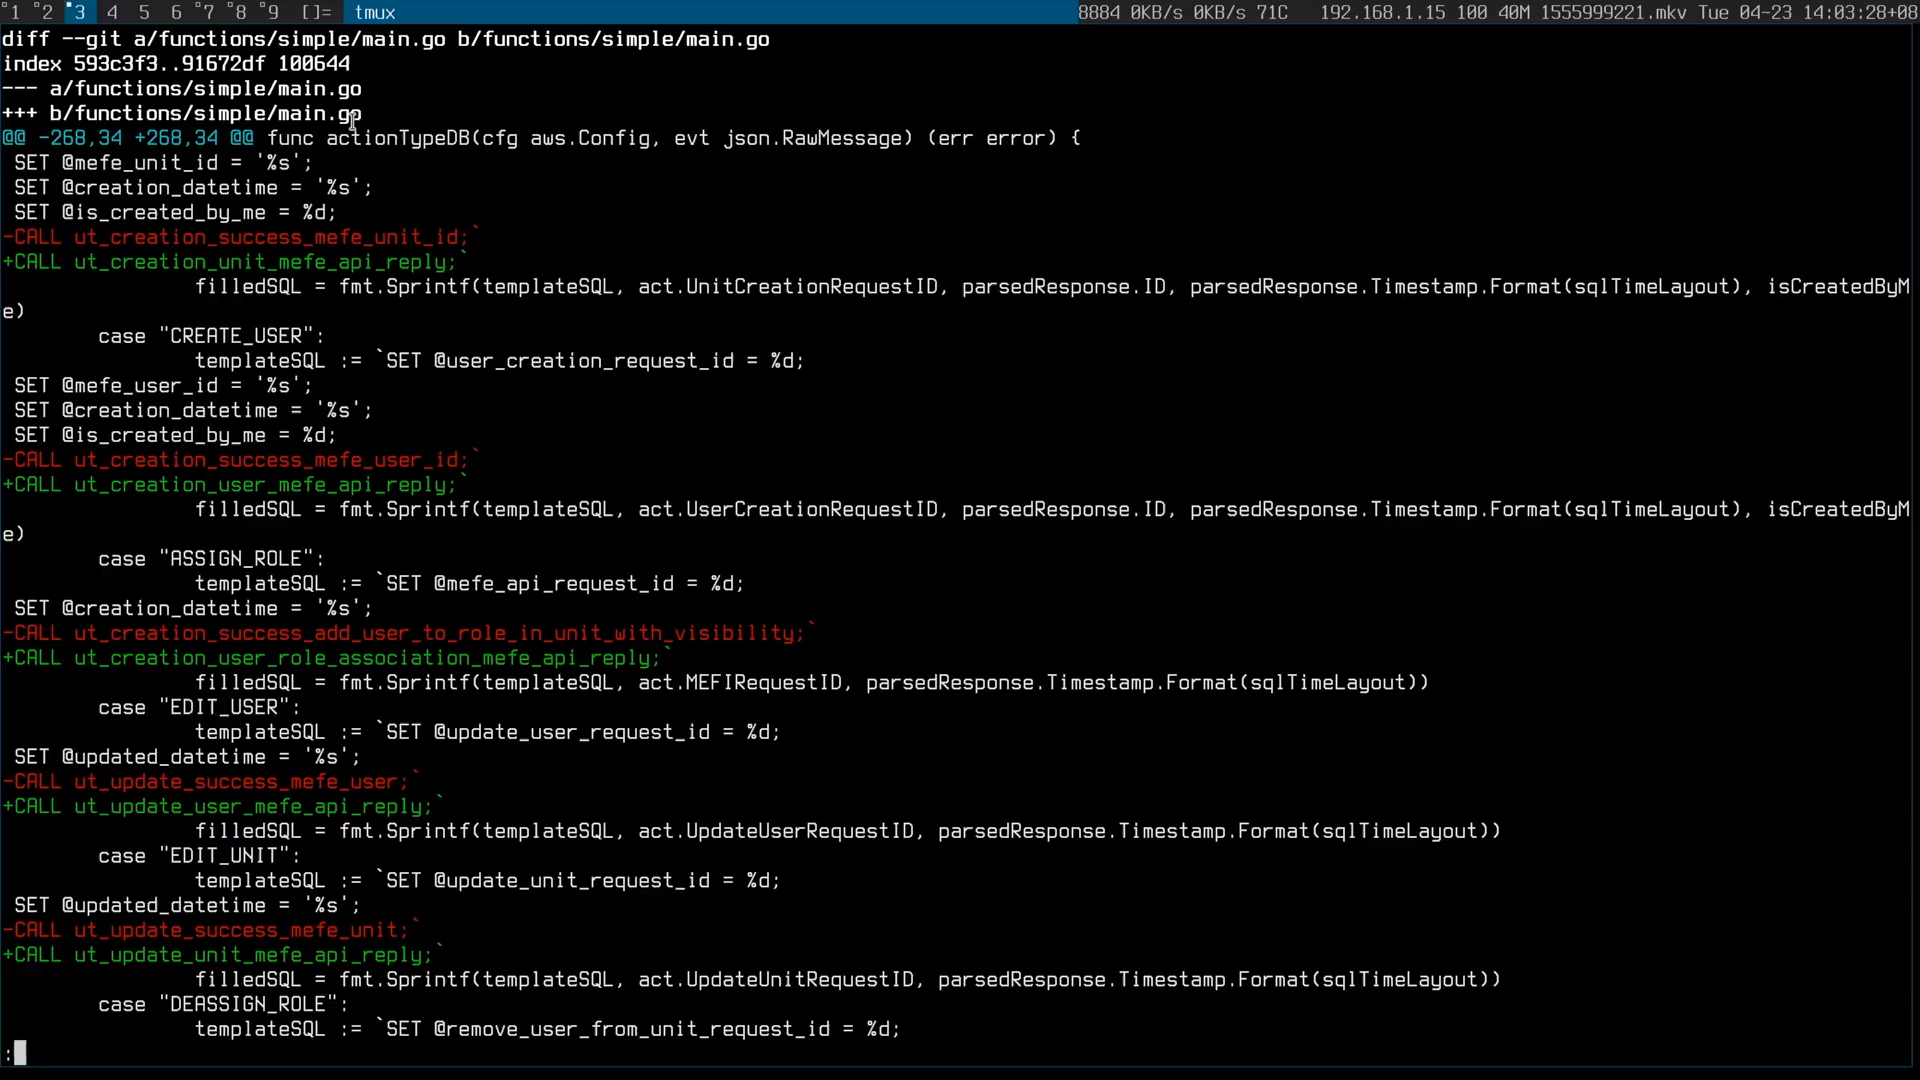 1 2 3 4 5 6 7 8 9 []= tmux 8884 0KB/s 0KB/s 71C 192.168.1.15 100 40M 1555999221.mkv Tue 04-23 14:03:28+08
diff --git a/functions/simple/main.go b/functions/simple/main.go
index 593c3f3..91672df 100644
--- a/functions/simple/main.go
+++ b/functions/simple/main.go
@@ -268,34 +268,34 @@ func actionTypeDB(cfg aws.Config, evt json.RawMessage) (err error) {
 SET @mefe_unit_id = '%s';
 SET @creation_datetime = '%s';
 SET @is_created_by_me = %d;
-CALL ut_creation_success_mefe_unit_id;`
+CALL ut_creation_unit_mefe_api_reply;`
                filledSQL = fmt.Sprintf(templateSQL, act.UnitCreationRequestID, parsedResponse.ID, parsedResponse.Timestamp.Format(sqlTimeLayout), isCreatedByM
e)
        case "CREATE_USER":
                templateSQL := `SET @user_creation_request_id = %d;
 SET @mefe_user_id = '%s';
 SET @creation_datetime = '%s';
 SET @is_created_by_me = %d;
-CALL ut_creation_success_mefe_user_id;`
+CALL ut_creation_user_mefe_api_reply;`
                filledSQL = fmt.Sprintf(templateSQL, act.UserCreationRequestID, parsedResponse.ID, parsedResponse.Timestamp.Format(sqlTimeLayout), isCreatedByM
e)
        case "ASSIGN_ROLE":
                templateSQL := `SET @mefe_api_request_id = %d;
 SET @creation_datetime = '%s';
-CALL ut_creation_success_add_user_to_role_in_unit_with_visibility;`
+CALL ut_creation_user_role_association_mefe_api_reply;`
                filledSQL = fmt.Sprintf(templateSQL, act.MEFIRequestID, parsedResponse.Timestamp.Format(sqlTimeLayout))
        case "EDIT_USER":
                templateSQL := `SET @update_user_request_id = %d;
 SET @updated_datetime = '%s';
-CALL ut_update_success_mefe_user;`
+CALL ut_update_user_mefe_api_reply;`
                filledSQL = fmt.Sprintf(templateSQL, act.UpdateUserRequestID, parsedResponse.Timestamp.Format(sqlTimeLayout))
        case "EDIT_UNIT":
                templateSQL := `SET @update_unit_request_id = %d;
 SET @updated_datetime = '%s';
-CALL ut_update_success_mefe_unit;`
+CALL ut_update_unit_mefe_api_reply;`
                filledSQL = fmt.Sprintf(templateSQL, act.UpdateUnitRequestID, parsedResponse.Timestamp.Format(sqlTimeLayout))
        case "DEASSIGN_ROLE":
                templateSQL := `SET @remove_user_from_unit_request_id = %d;
: